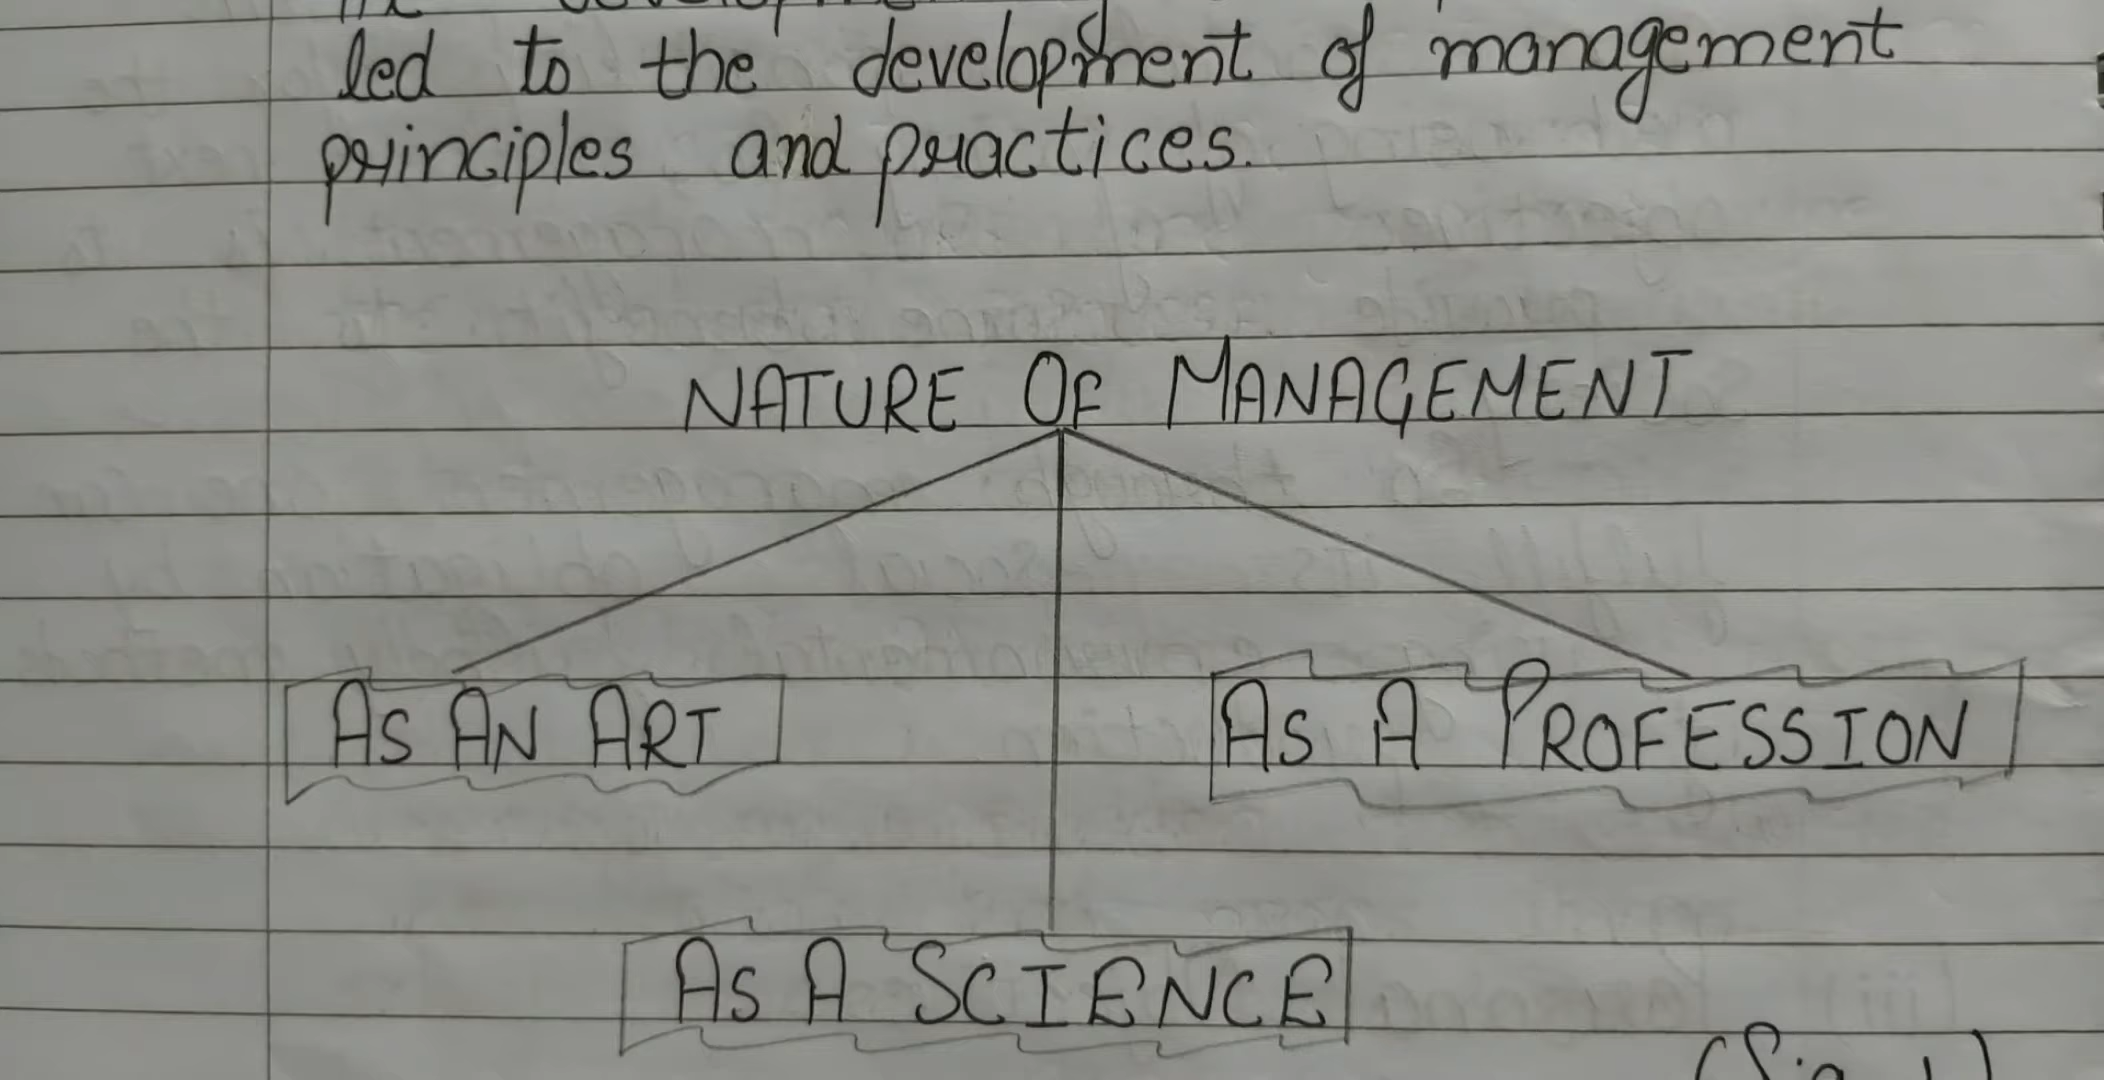 led to the development of management
principles and practices.
NATURE OF MANAGEMENT
AS AN ART
AS A PROFESSION
AS A SCIENCE